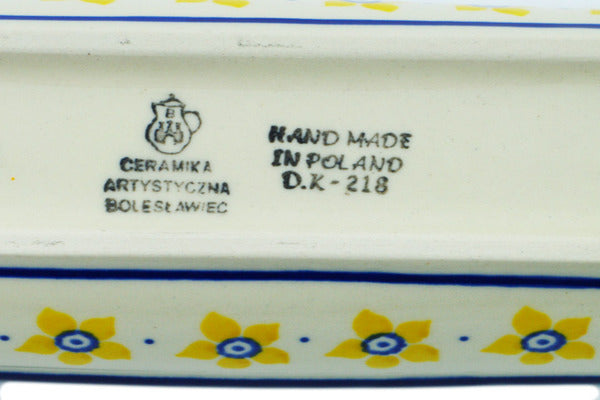 B
CERAMIKA
ARTYSTYCZNA
BOLESŁAWIEC
HAND MADE
IN POLAND
D.K-218